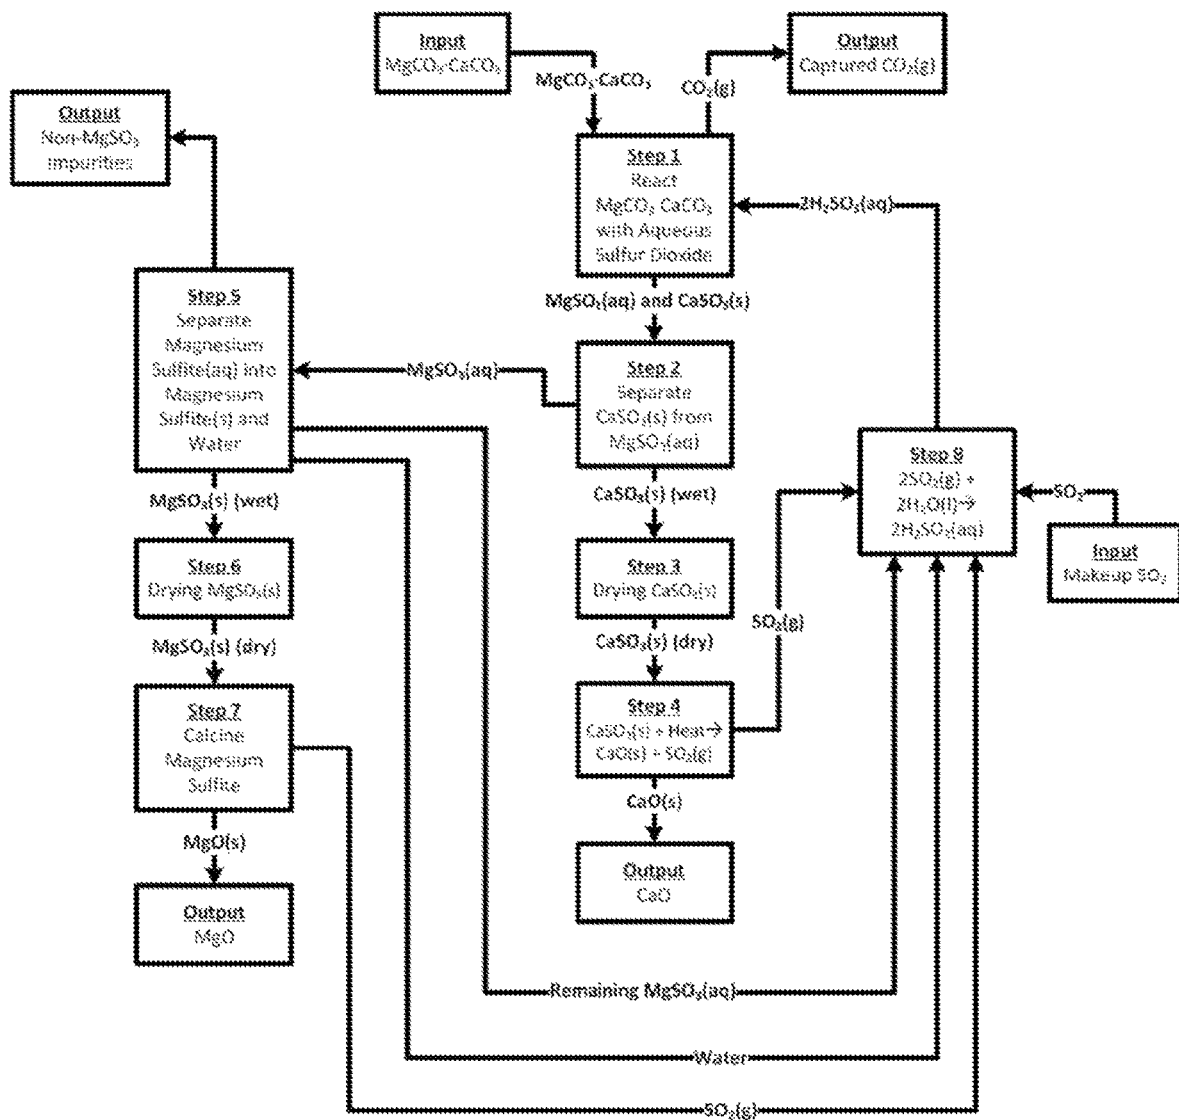 Input
MgCO₃·CaCO₃
Output
Captured CO₂(g)
MgCO₃·CaCO₃
CO₂(g)
Output
Non-MgSO₃
Impurities
Step 1
React
MgCO₃·CaCO₃
with Aqueous
Sulfur Dioxide
2H₂SO₃(aq)
MgSO₃(aq) and CaSO₃(s)
Step 5
Separate
Magnesium
Sulfite(aq) into
Magnesium
Sulfite(s) and
Water
MgSO₃(aq)
Step 2
Separate
CaSO₃(s) from
MgSO₃(aq)
Step 8
2SO₂(g) +
2H₂O(l)→
2H₂SO₃(aq)
SO₂
Input
Makeup SO₂
MgSO₃(s) (wet)
CaSO₃(s) (wet)
Step 6
Drying MgSO₃(s)
Step 3
Drying CaSO₃(s)
SO₂(g)
MgSO₃(s) (dry)
CaSO₃(s) (dry)
Step 7
Calcine
Magnesium
Sulfite
Step 4
CaSO₃(s) + Heat→
CaO(s) + SO₂(g)
MgO(s)
CaO(s)
Output
MgO
Output
CaO
Remaining MgSO₃(aq)
Water
SO₂(g)